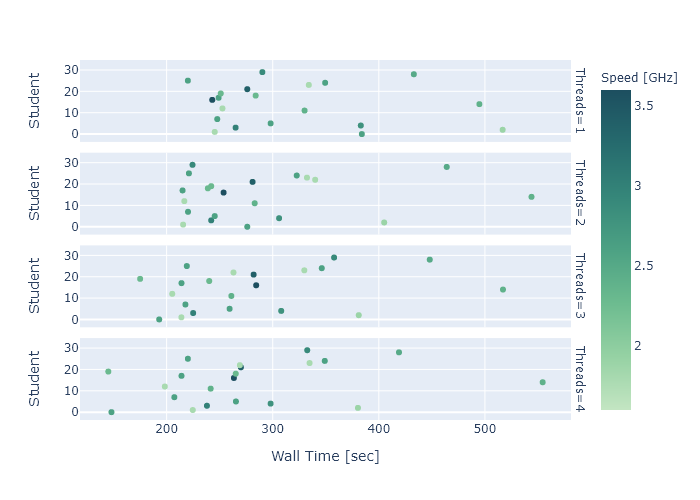 Speed [GHz]
30
20
10
0
Student
Threads=1
3.5
30
20
10
0
Student
Threads=2
3
30
20
10
0
Student
Threads=3
2.5
30
20
10
0
Student
Threads=4
2
200 300 400 500
Wall Time [sec]